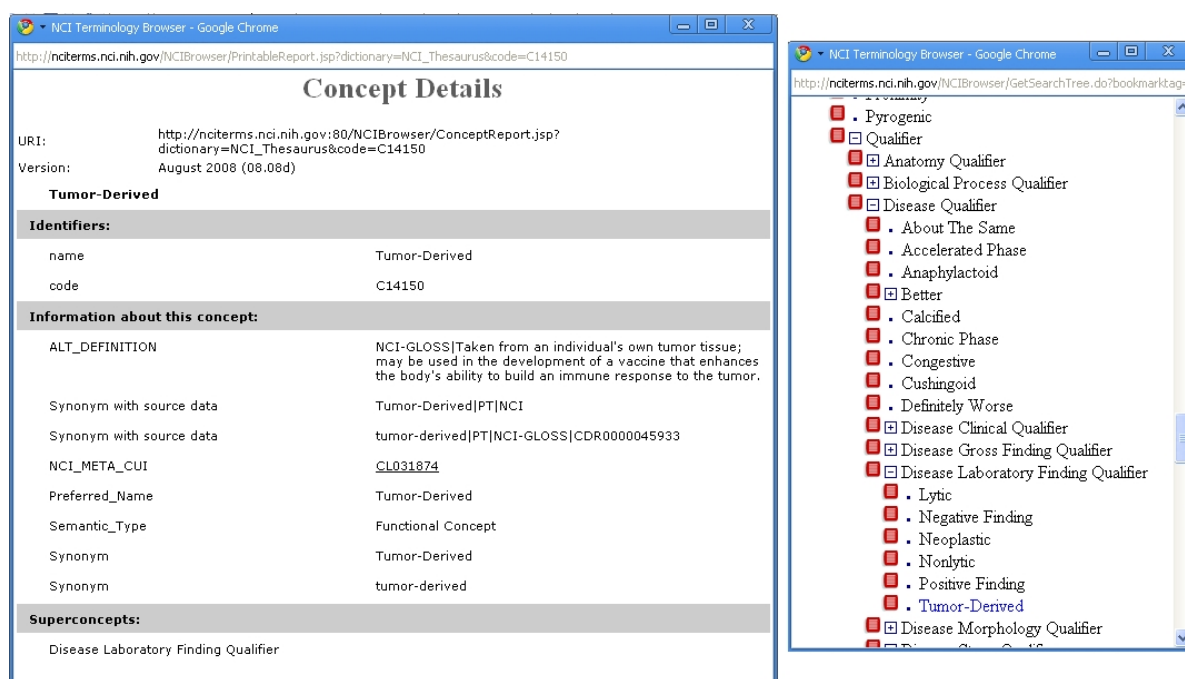 NCI Terminology Browser - Google Chrome
http://nciterms.nci.nih.gov/NCIBrowser/PrintableReport.jsp?dictionary=NCI_Thesaurus&code=C14150
Concept Details
URI: http://nciterms.nci.nih.gov:80/NCIBrowser/ConceptReport.jsp?
dictionary=NCI_Thesaurus&code=C14150
Version: August 2008 (08.08d)
Tumor-Derived
Identifiers:
name Tumor-Derived
code C14150
Information about this concept:
ALT_DEFINITION NCI-GLOSS|Taken from an individual's own tumor tissue;
may be used in the development of a vaccine that enhances
the body's ability to build an immune response to the tumor.
Synonym with source data Tumor-Derived|PT|NCI
Synonym with source data tumor-derived|PT|NCI-GLOSS|CDR0000045933
NCI_META_CUI CL031874
Preferred_Name Tumor-Derived
Semantic_Type Functional Concept
Synonym Tumor-Derived
Synonym tumor-derived
Superconcepts:
Disease Laboratory Finding Qualifier
NCI Terminology Browser - Google Chrome
http://nciterms.nci.nih.gov/NCIBrowser/GetSearchTree.do?bookmarktag=
Pyrogenic
Qualifier
Anatomy Qualifier
Biological Process Qualifier
Disease Qualifier
About The Same
Accelerated Phase
Anaphylactoid
Better
Calcified
Chronic Phase
Congestive
Cushingoid
Definitely Worse
Disease Clinical Qualifier
Disease Gross Finding Qualifier
Disease Laboratory Finding Qualifier
Lytic
Negative Finding
Neoplastic
Nonlytic
Positive Finding
Tumor-Derived
Disease Morphology Qualifier